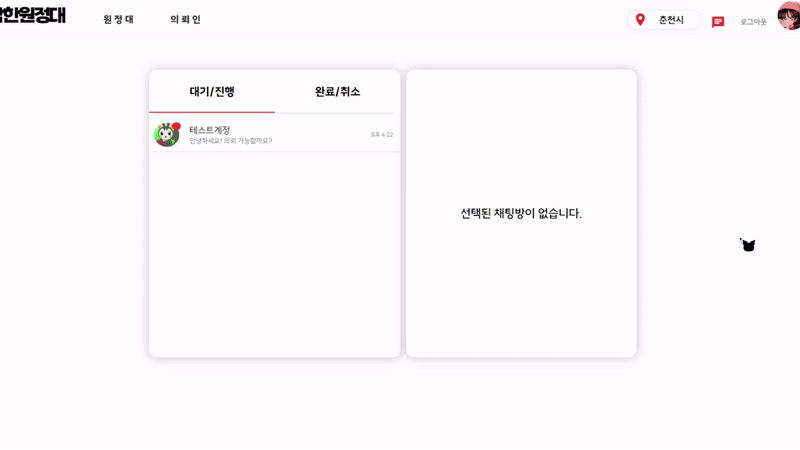 한원정대
원정대
의뢰인
춘천시
로그아웃
대기/진행
완료/취소
테스트계정
안녕하세요! 의뢰 가능할까요?
오후 4:22
선택된 채팅방이 없습니다.